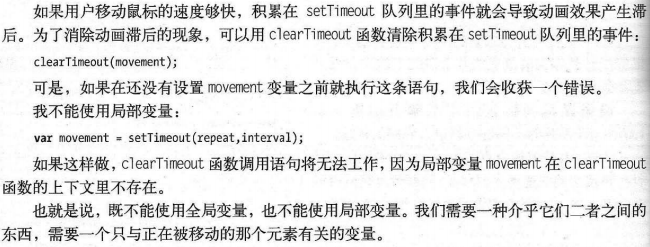 如果用户移动鼠标的速度够快，积累在 setTimeout 队列里的事件就会导致动画效果产生滞
后。为了消除动画滞后的现象，可以用 clearTimeout 函数清除积累在 setTimeout 队列里的事件：
clearTimeout(movement);
可是，如果在还没有设置 movement 变量之前就执行这条语句，我们会收获一个错误。
我不能使用局部变量：
var movement = setTimeout(repeat,interval);
如果这样做，clearTimeout 函数调用语句将无法工作，因为局部变量 movement 在 clearTimeout
函数的上下文里不存在。
也就是说，既不能使用全局变量，也不能使用局部变量。我们需要一种介乎它们二者之间的
东西，需要一个只与正在被移动的那个元素有关的变量。